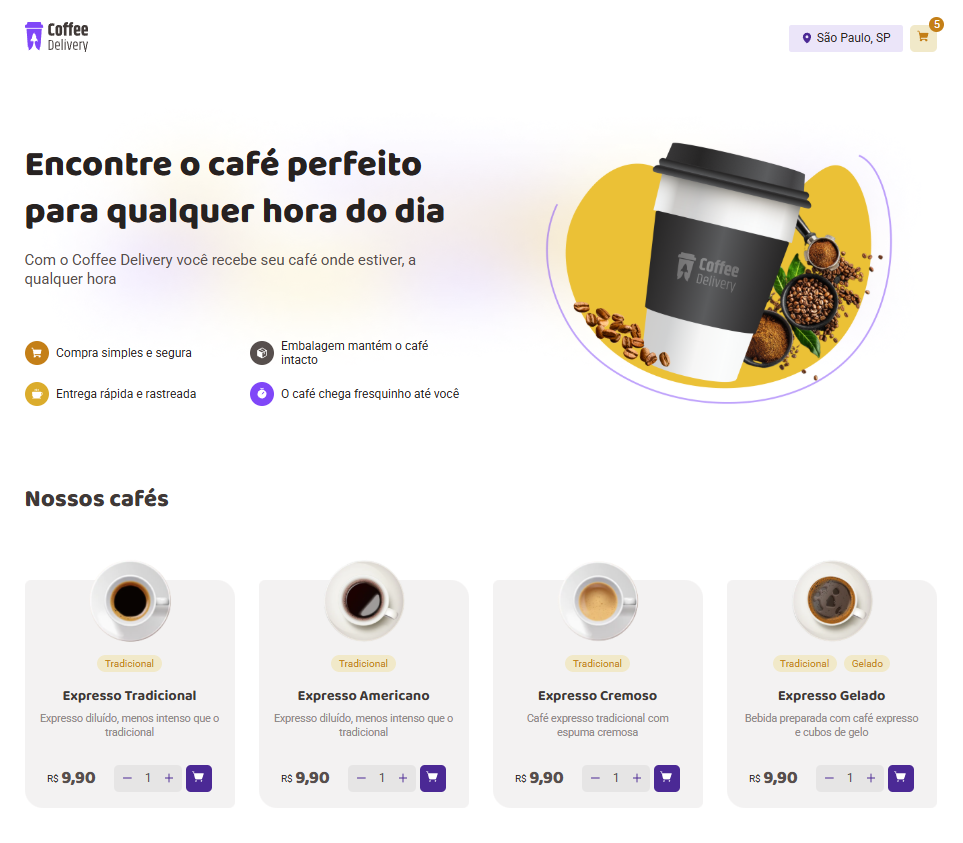 Coffee
Delivery
São Paulo, SP
5
Encontre o café perfeito
para qualquer hora do dia
Com o Coffee Delivery você recebe seu café onde estiver, a
qualquer hora
Compra simples e segura
Embalagem mantém o café
intacto
Entrega rápida e rastreada
O café chega fresquinho até você
Coffee
Delivery
Nossos cafés
Tradicional
Expresso Tradicional
Expresso diluído, menos intenso que o
tradicional
R$ 9,90
− 1 +
Tradicional
Expresso Americano
Expresso diluído, menos intenso que o
tradicional
R$ 9,90
− 1 +
Tradicional
Expresso Cremoso
Café expresso tradicional com
espuma cremosa
R$ 9,90
− 1 +
Tradicional Gelado
Expresso Gelado
Bebida preparada com café expresso
e cubos de gelo
R$ 9,90
− 1 +